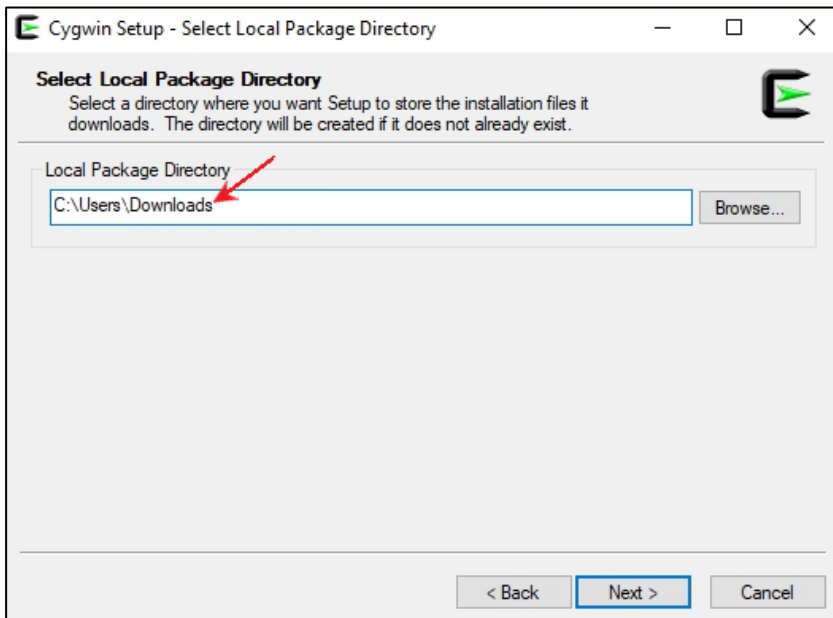 Cygwin Setup - Select Local Package Directory
Select Local Package Directory
Select a directory where you want Setup to store the installation files it
downloads.  The directory will be created if it does not already exist.
Local Package Directory
C:\Users\Downloads
Browse...
< Back
Next >
Cancel